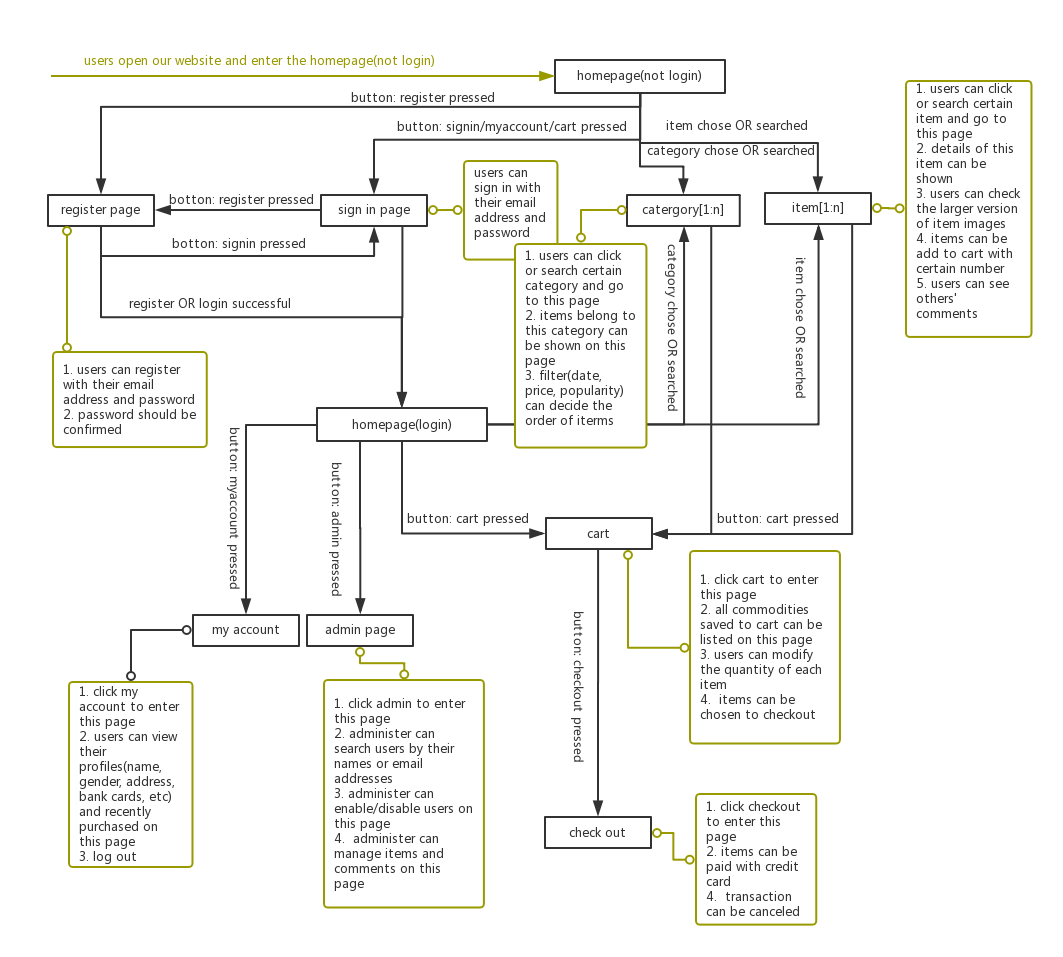 users open our website and enter the homepage(not login)
homepage(not login)
button: register pressed
button: signin/myaccount/cart pressed
item chose OR searched
category chose OR searched
1. users can click
or search certain
item and go to
this page
2. details of this
item can be
shown
3. users can check
the larger version
of item images
4. items can be
add to cart with
certain number
5. users can see
others'
comments
register page
botton: register pressed
sign in page
users can
sign in with
their email
address and
password
catergory[1:n]
item[1:n]
botton: signin pressed
register OR login successful
1. users can click
or search certain
category and go
to this page
2. items belong to
this category can
be shown on this
page
3. filter(date,
price, popularity)
can decide the
order of iterms
category chose OR searched
item chose OR searched
1. users can register
with their email
address and password
2. password should be
confirmed
homepage(login)
button: myaccount pressed
button: admin pressed
button: cart pressed
cart
button: cart pressed
1. click cart to enter
this page
2. all commodities
saved to cart can be
listed on this page
3. users can modify
the quantity of each
item
4.  items can be
chosen to checkout
button: checkout pressed
my account
admin page
1. click my
account to enter
this page
2. users can view
their
profiles(name,
gender, address,
bank cards, etc)
and recently
purchased on
this page
3. log out
1. click admin to enter
this page
2. administer can
search users by their
names or email
addresses
3. administer can
enable/disable users on
this page
4.  administer can
manage items and
comments on this
page
check out
1. click checkout
to enter this
page
2. items can be
paid with credit
card
4.  transaction
can be canceled